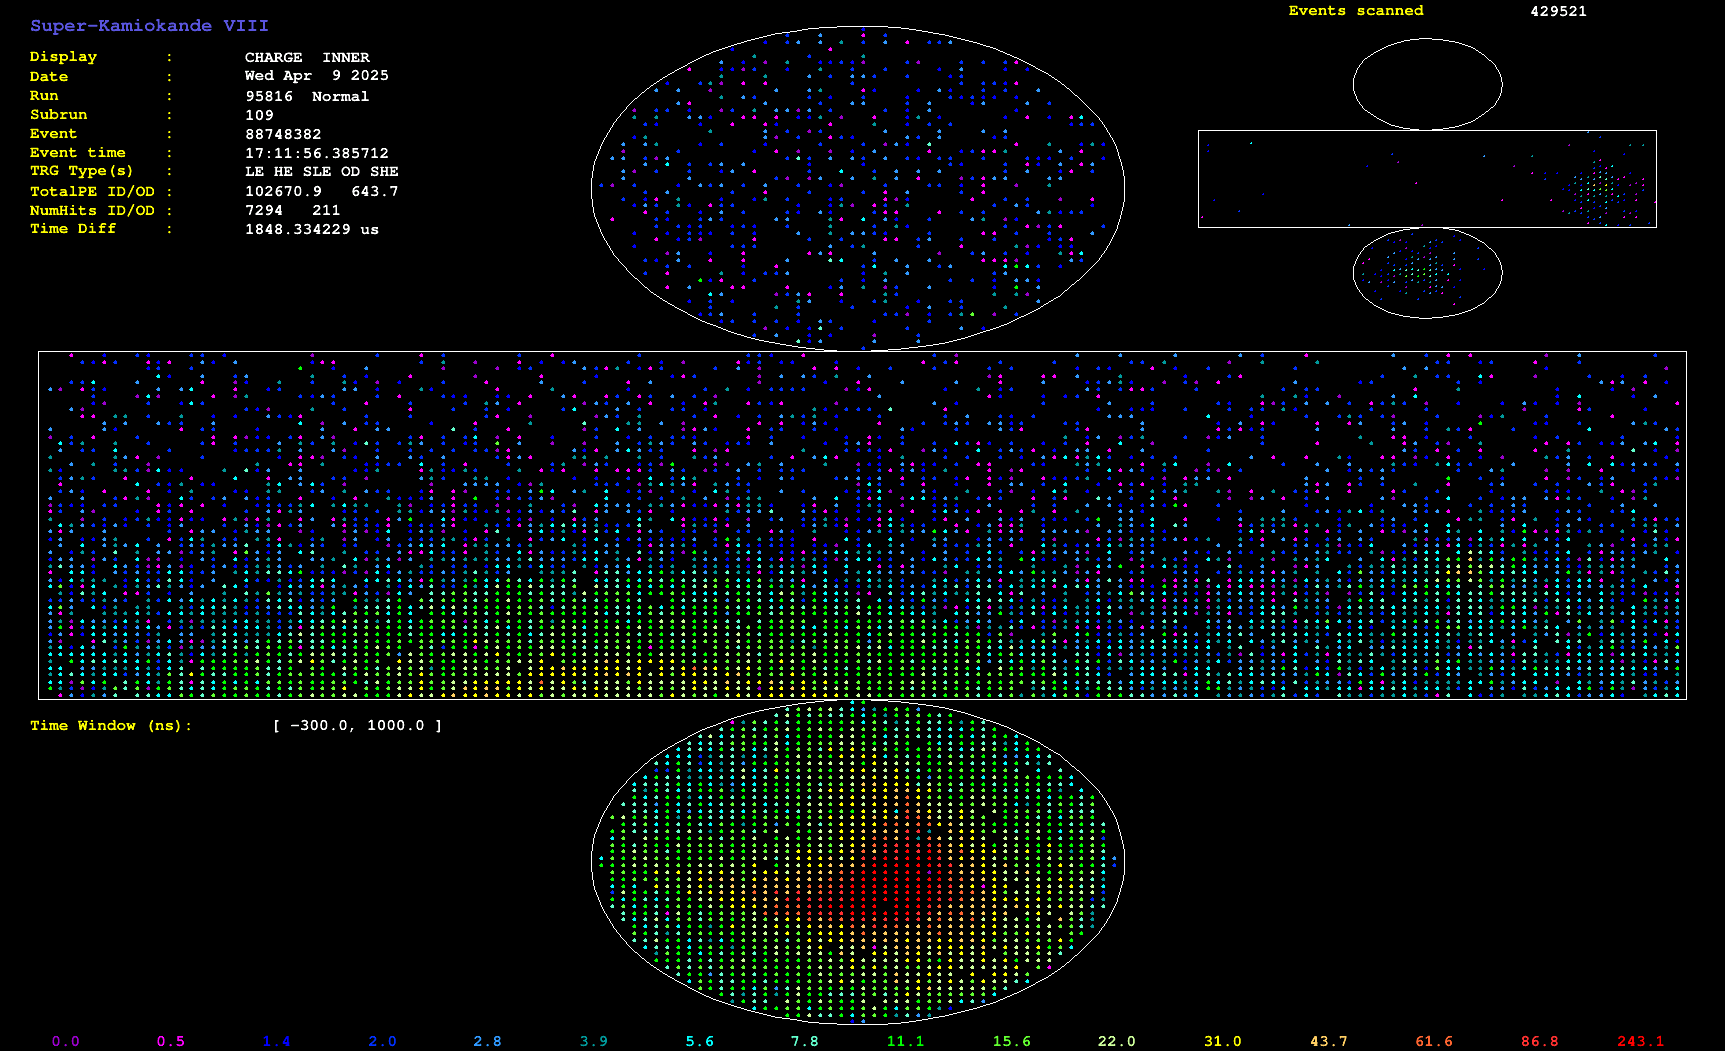 Super-Kamiokande VIII
Events scanned 429521
Display : CHARGE INNER
Date : Wed Apr 9 2025
Run : 95816 Normal
Subrun : 109
Event : 88748382
Event time : 17:11:56.385712
TRG Type(s) : LE HE SLE OD SHE
TotalPE ID/OD : 102670.9 643.7
NumHits ID/OD : 7294 211
Time Diff : 1848.334229 us
Time Window (ns): [ -300.0, 1000.0 ]
0.0 0.5 1.4 2.0 2.8 3.9 5.6 7.8 11.1 15.6 22.0 31.0 43.7 61.6 86.8 243.1